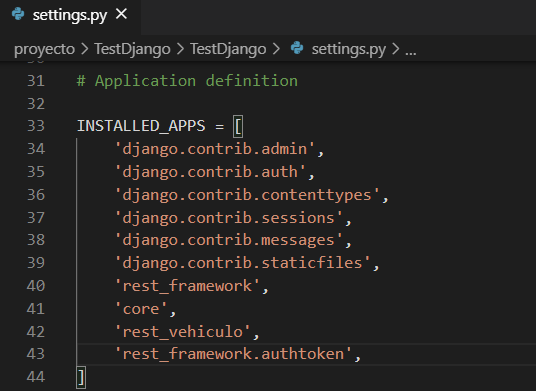 settings.py
proyecto > TestDjango > TestDjango > settings.py > ...
31 # Application definition
32
33 INSTALLED_APPS = [
34     'django.contrib.admin',
35     'django.contrib.auth',
36     'django.contrib.contenttypes',
37     'django.contrib.sessions',
38     'django.contrib.messages',
39     'django.contrib.staticfiles',
40     'rest_framework',
41     'core',
42     'rest_vehiculo',
43     'rest_framework.authtoken',
44 ]